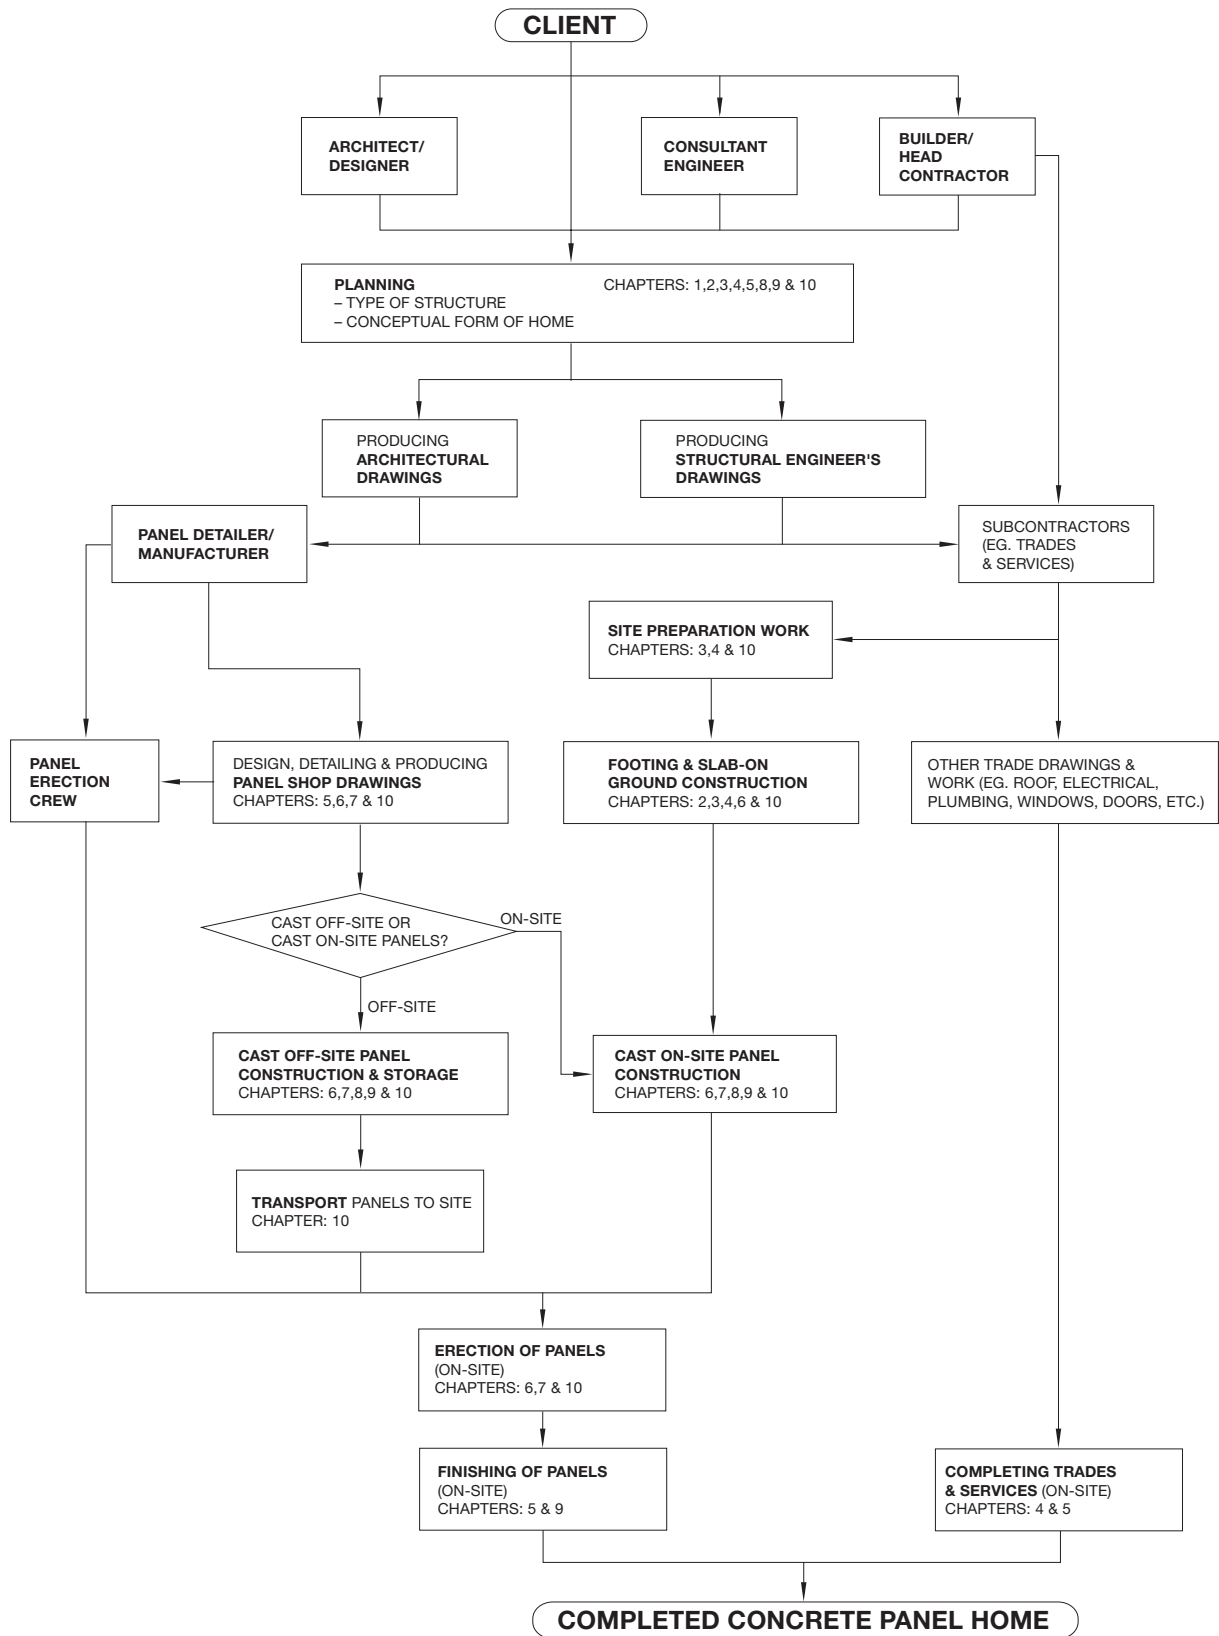 CLIENT
ARCHITECT/
DESIGNER
CONSULTANT
ENGINEER
BUILDER/
HEAD
CONTRACTOR
PLANNING CHAPTERS: 1,2,3,4,5,8,9 & 10
– TYPE OF STRUCTURE
– CONCEPTUAL FORM OF HOME
PRODUCING
ARCHITECTURAL
DRAWINGS
PRODUCING
STRUCTURAL ENGINEER'S
DRAWINGS
PANEL DETAILER/
MANUFACTURER
SUBCONTRACTORS
(EG. TRADES
& SERVICES)
SITE PREPARATION WORK
CHAPTERS: 3,4 & 10
PANEL
ERECTION
CREW
DESIGN, DETAILING & PRODUCING
PANEL SHOP DRAWINGS
CHAPTERS: 5,6,7 & 10
FOOTING & SLAB-ON
GROUND CONSTRUCTION
CHAPTERS: 2,3,4,6 & 10
OTHER TRADE DRAWINGS &
WORK (EG. ROOF, ELECTRICAL,
PLUMBING, WINDOWS, DOORS, ETC.)
CAST OFF-SITE OR
CAST ON-SITE PANELS?
ON-SITE
OFF-SITE
CAST OFF-SITE PANEL
CONSTRUCTION & STORAGE
CHAPTERS: 6,7,8,9 & 10
CAST ON-SITE PANEL
CONSTRUCTION
CHAPTERS: 6,7,8,9 & 10
TRANSPORT PANELS TO SITE
CHAPTER: 10
ERECTION OF PANELS
(ON-SITE)
CHAPTERS: 6,7 & 10
FINISHING OF PANELS
(ON-SITE)
CHAPTERS: 5 & 9
COMPLETING TRADES
& SERVICES (ON-SITE)
CHAPTERS: 4 & 5
COMPLETED CONCRETE PANEL HOME